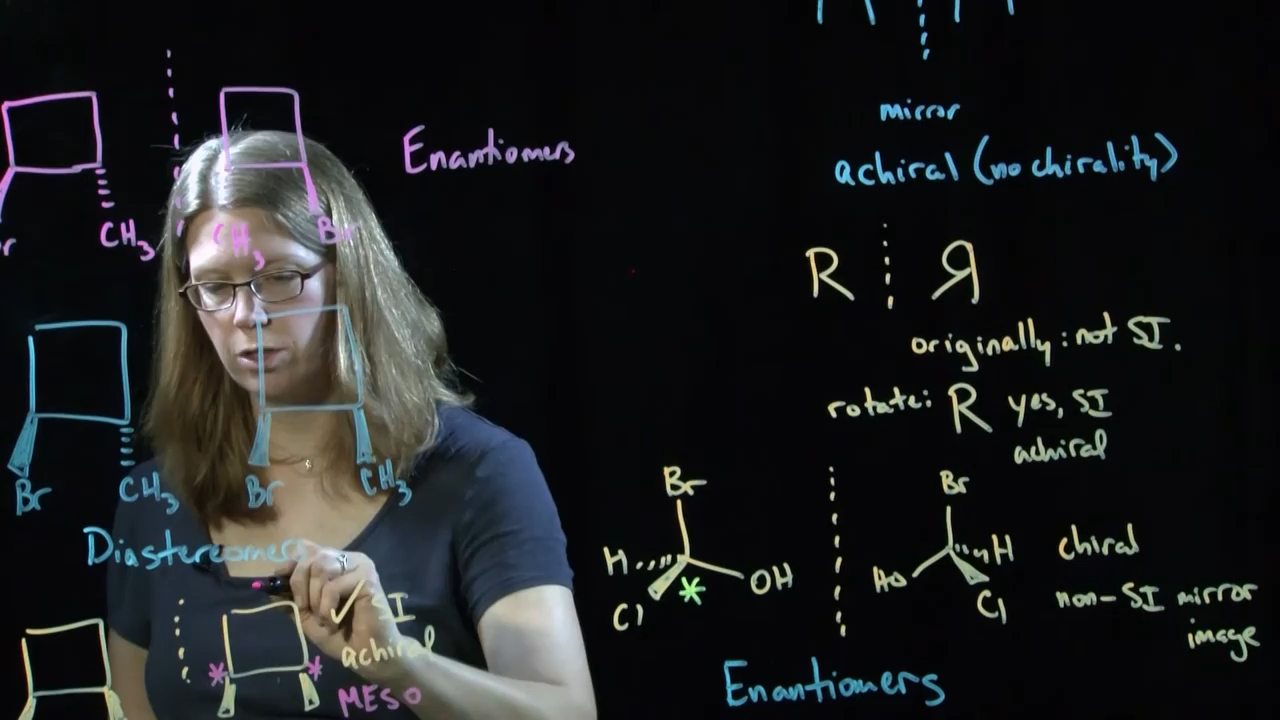 Enantiomers
Br CH₃ CH₃ Br
Br CH₃ Br CH₃
Diastereomers
✓ SI
* * achiral
MESO
mirror
achiral (no chirality)
R Я
originally: not SI.
rotate: R yes, SI
achiral
Br Br
H OH HO H chiral
Cl * Cl non-SI mirror
image
Enantiomers